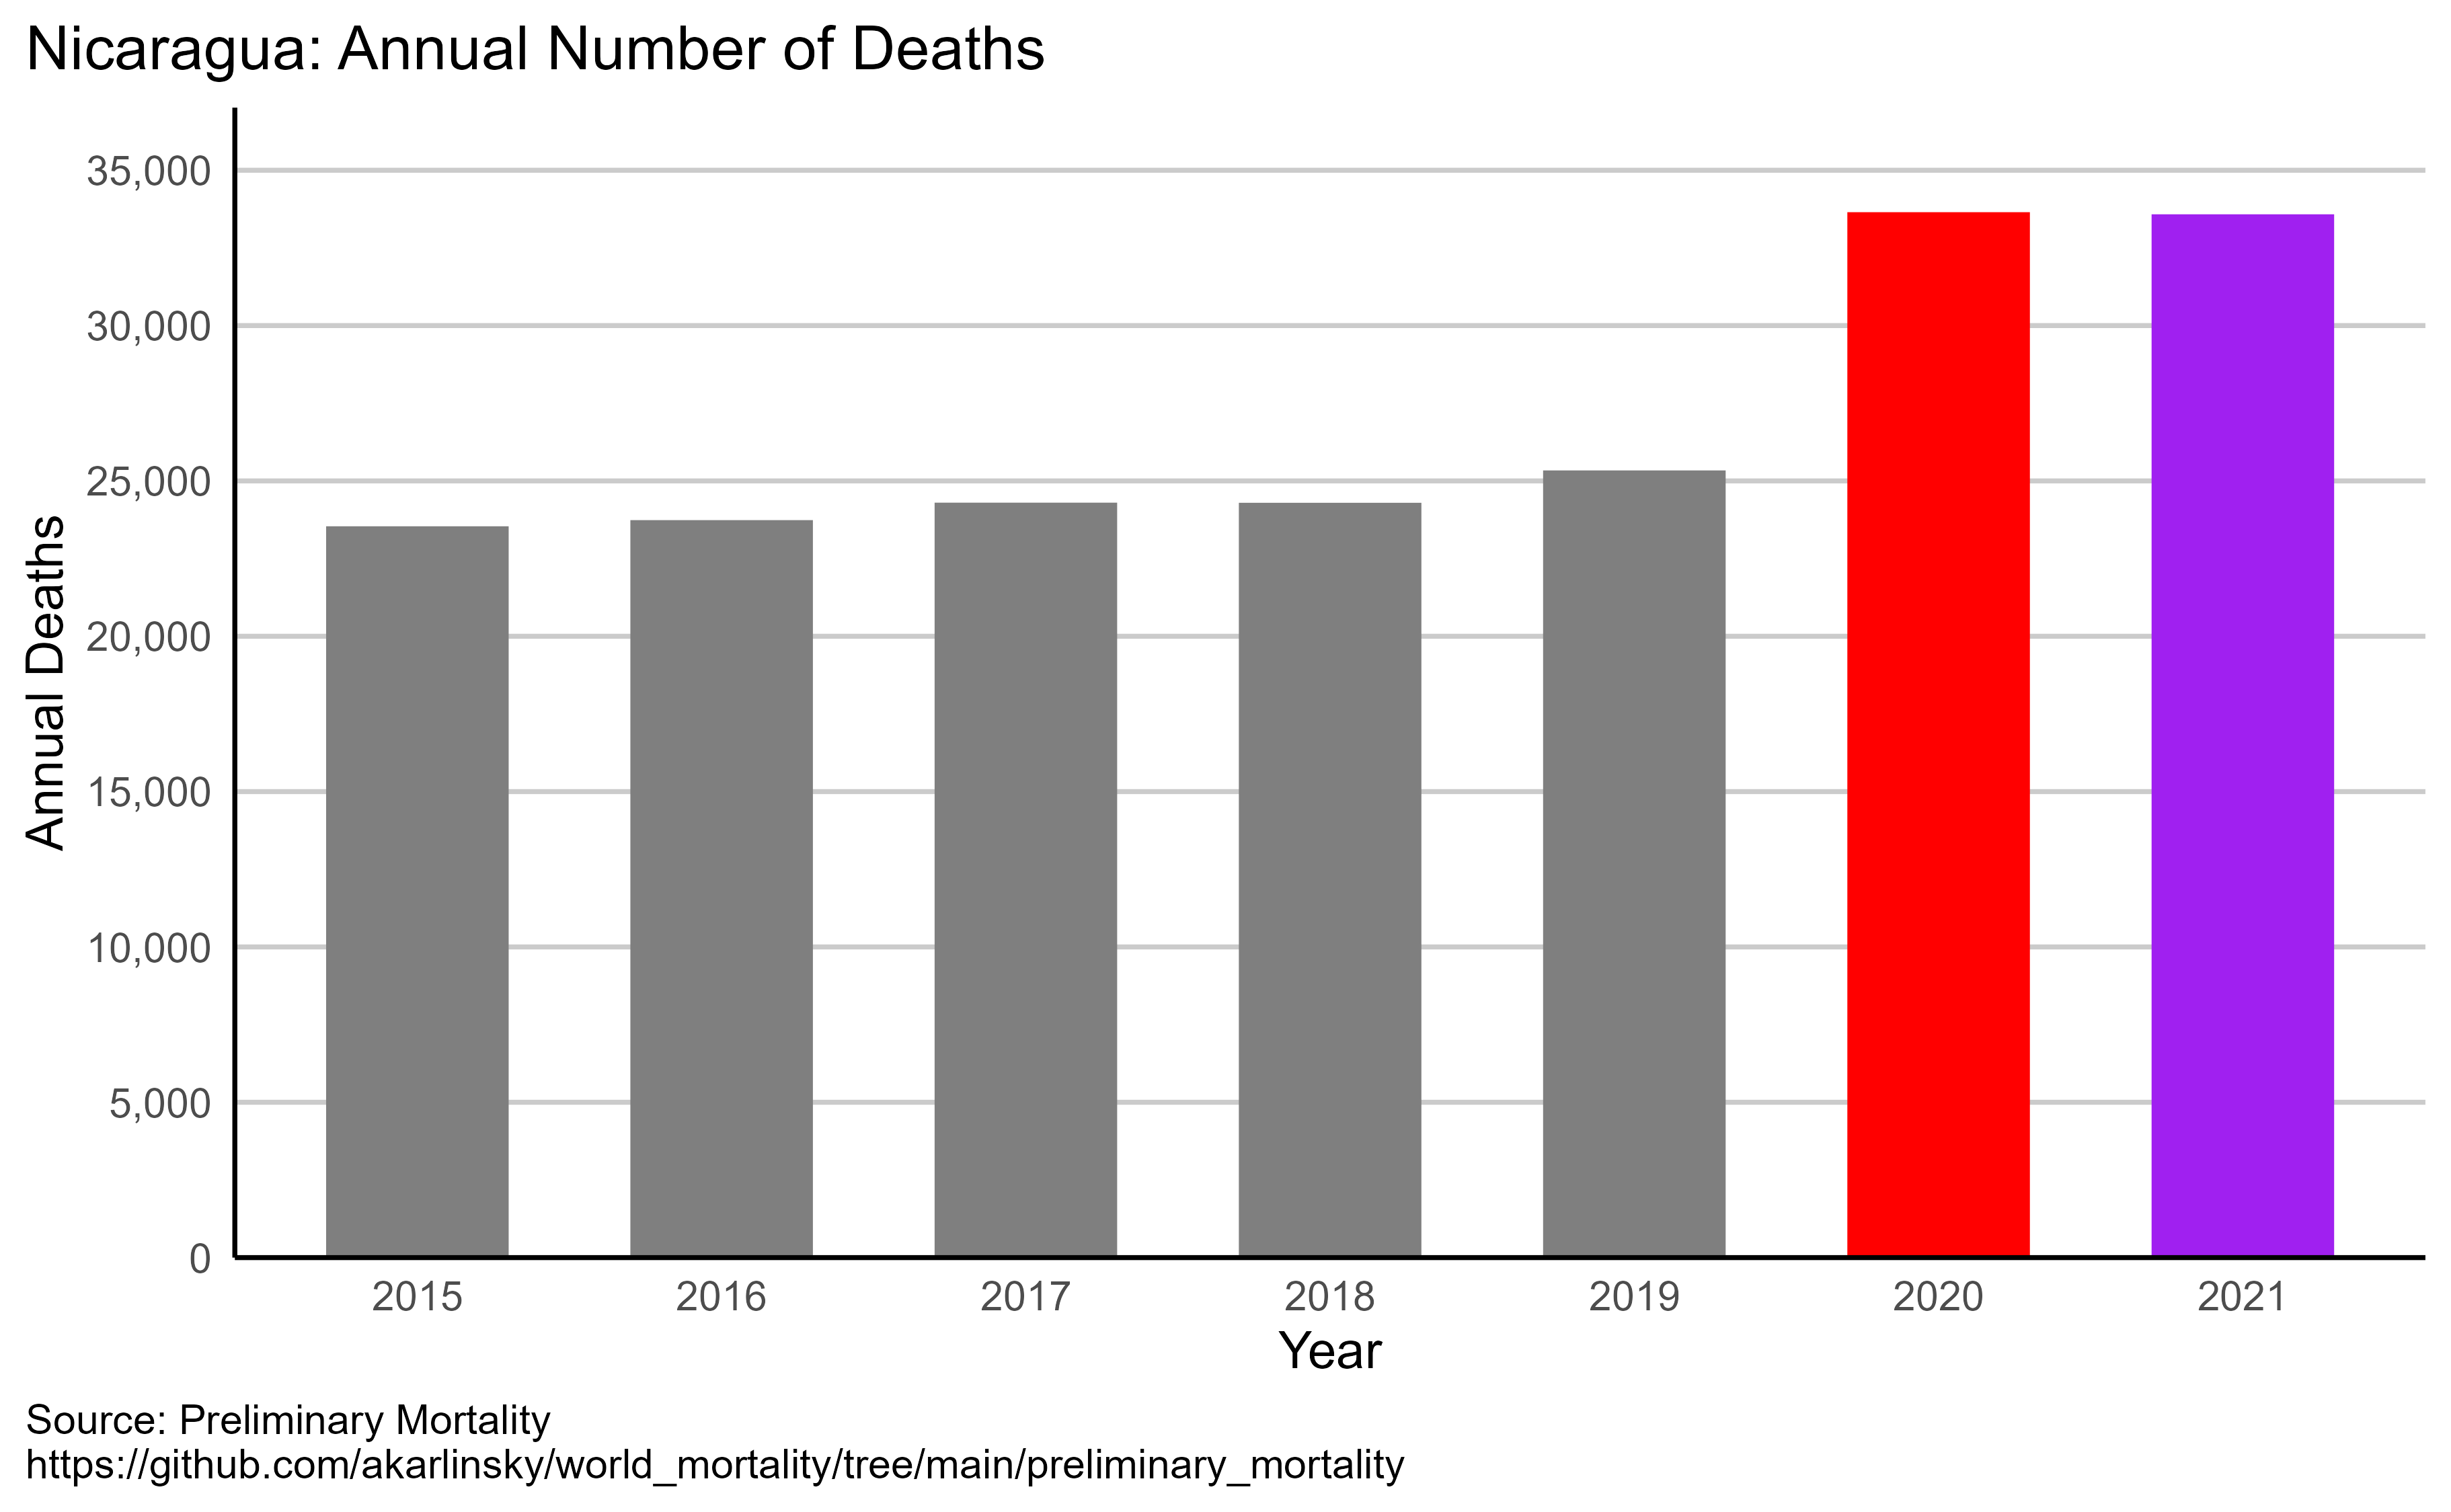 Nicaragua: Annual Number of Deaths
Annual Deaths
35,000
30,000
25,000
20,000
15,000
10,000
5,000
0
2015 2016 2017 2018 2019 2020 2021
Year
Source: Preliminary Mortality
https://github.com/akarlinsky/world_mortality/tree/main/preliminary_mortality